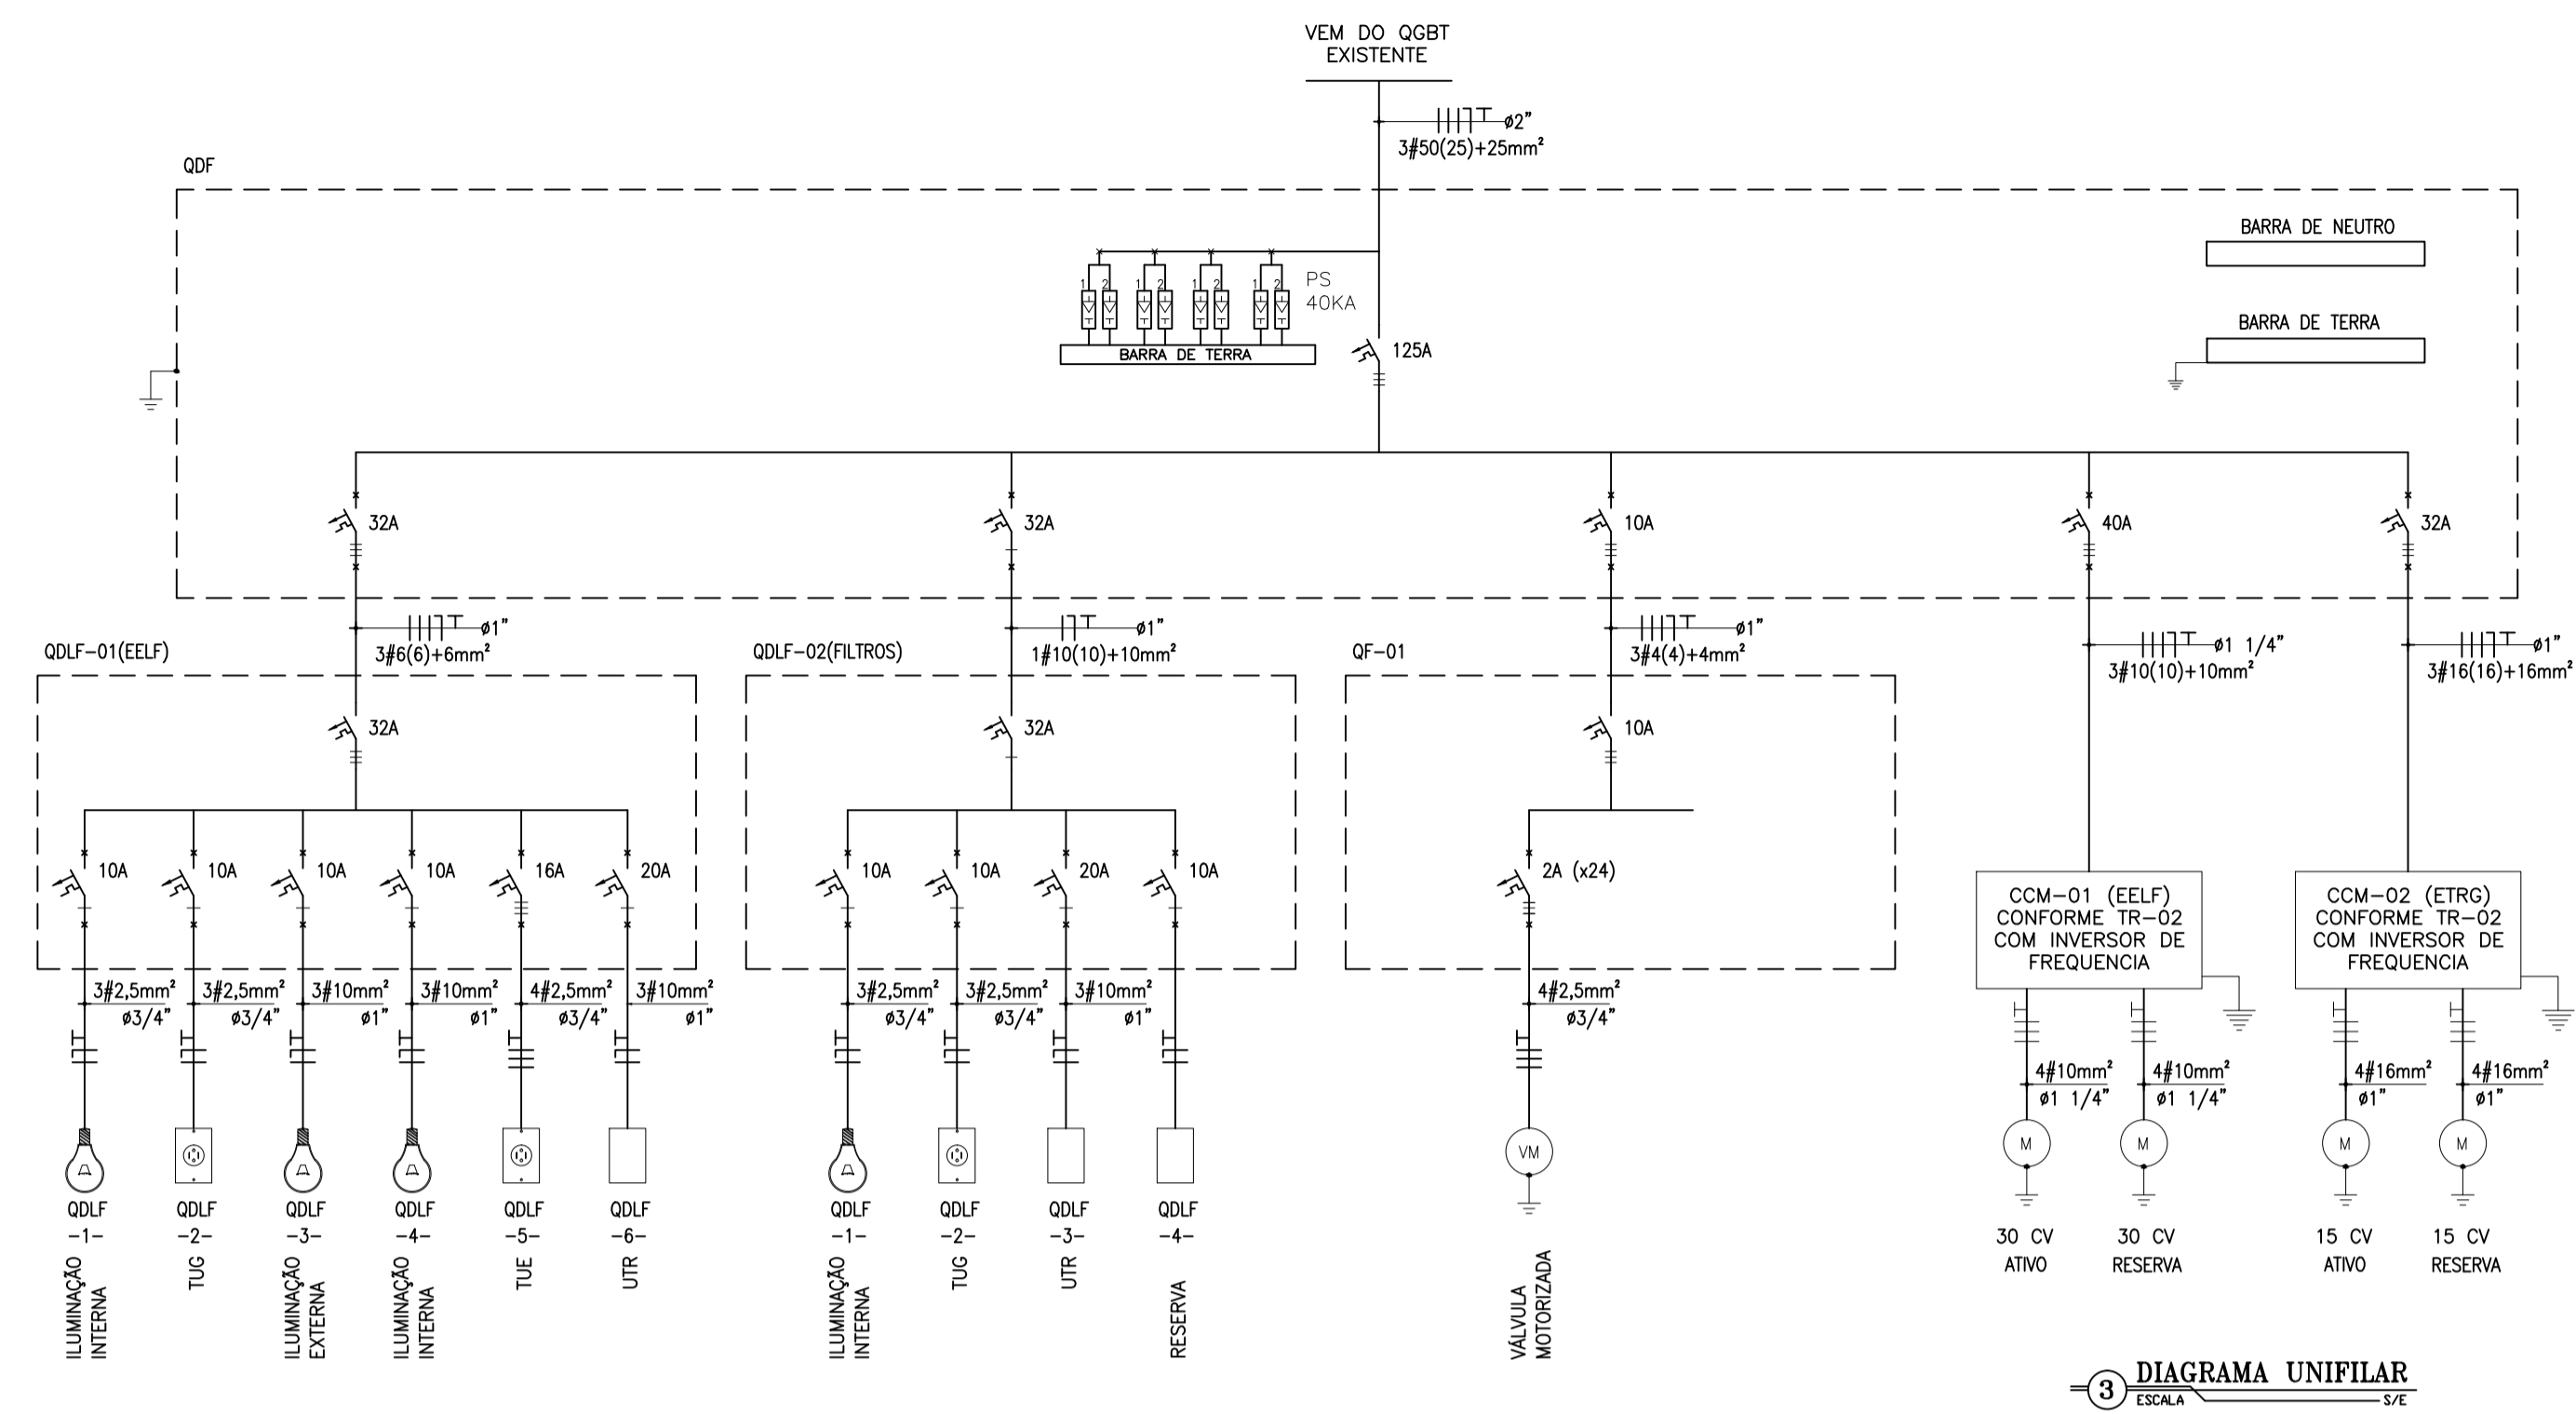 VEM DO QGBT
EXISTENTE
ø2"
3#50(25)+25mm²
QDF
BARRA DE NEUTRO
1 2 1 2 1 2 1 2
PS
40KA
BARRA DE TERRA
BARRA DE TERRA
125A
32A
32A
10A
40A
32A
ø1"
3#6(6)+6mm²
ø1"
1#10(10)+10mm²
ø1"
3#4(4)+4mm²
ø1 1/4"
3#10(10)+10mm²
ø1"
3#16(16)+16mm²
QDLF-01(EELF)
QDLF-02(FILTROS)
QF-01
32A
32A
10A
10A
10A
10A
10A
16A
20A
10A
10A
20A
10A
2A (x24)
CCM-01 (EELF)
CONFORME TR-02
COM INVERSOR DE
FREQUENCIA
CCM-02 (ETRG)
CONFORME TR-02
COM INVERSOR DE
FREQUENCIA
3#2,5mm²
ø3/4"
3#2,5mm²
ø3/4"
3#10mm²
ø1"
3#10mm²
ø1"
4#2,5mm²
ø3/4"
3#10mm²
ø1"
3#2,5mm²
ø3/4"
3#2,5mm²
ø3/4"
3#10mm²
ø1"
4#2,5mm²
ø3/4"
4#10mm²
ø1 1/4"
4#10mm²
ø1 1/4"
4#16mm²
ø1"
4#16mm²
ø1"
VM
M
M
M
M
QDLF
-1-
ILUMINAÇÃO
INTERNA
QDLF
-2-
TUG
QDLF
-3-
ILUMINAÇÃO
EXTERNA
QDLF
-4-
ILUMINAÇÃO
INTERNA
QDLF
-5-
TUE
QDLF
-6-
UTR
QDLF
-1-
ILUMINAÇÃO
INTERNA
QDLF
-2-
TUG
QDLF
-3-
UTR
QDLF
-4-
RESERVA
VÁLVULA
MOTORIZADA
30 CV
ATIVO
30 CV
RESERVA
15 CV
ATIVO
15 CV
RESERVA
3
DIAGRAMA UNIFILAR
ESCALA
S/E